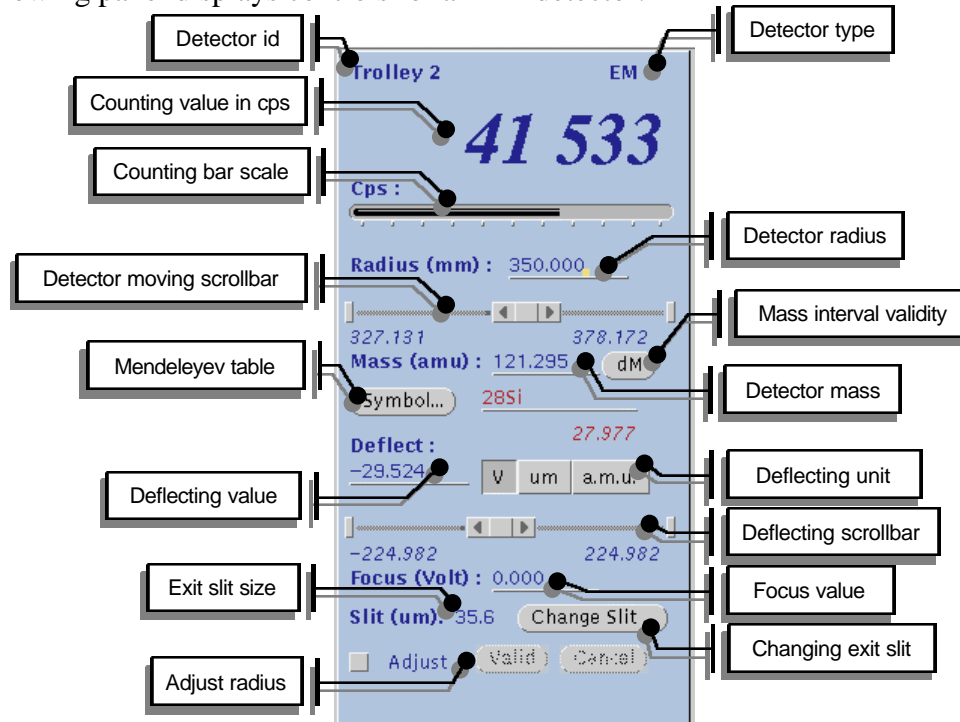 Detector id
Detector type
Trolley 2 EM
Counting value in cps
41 533
Counting bar scale
Cps :
Detector radius
Radius (mm) : 350.000
Detector moving scrollbar
Mass interval validity
327.131 378.172
Mass (amu) : 121.295 dM
Mendeleyev table
Detector mass
Symbol... 28Si
27.977
Deflect :
-29.524 V um a.m.u.
Deflecting value
Deflecting unit
Deflecting scrollbar
-224.982 224.982
Focus (Volt) : 0.000
Exit slit size
Focus value
Slit (um): 35.6 Change Slit
Changing exit slit
Adjust Valid Cancel
Adjust radius